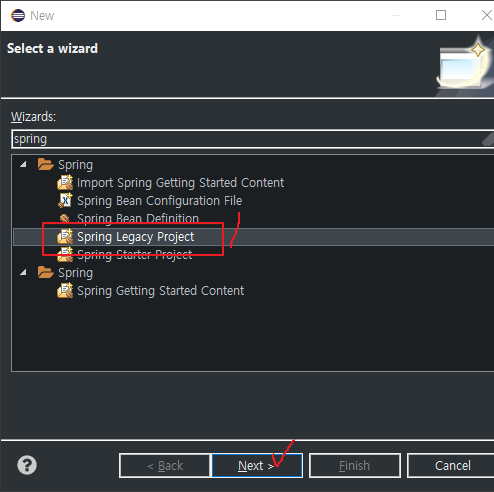 New
Select a wizard
Wizards:
spring
Spring
Import Spring Getting Started Content
Spring Bean Configuration File
Spring Bean Definition
Spring Legacy Project
Spring Starter Project
Spring
Spring Getting Started Content
? < Back Next > Finish Cancel